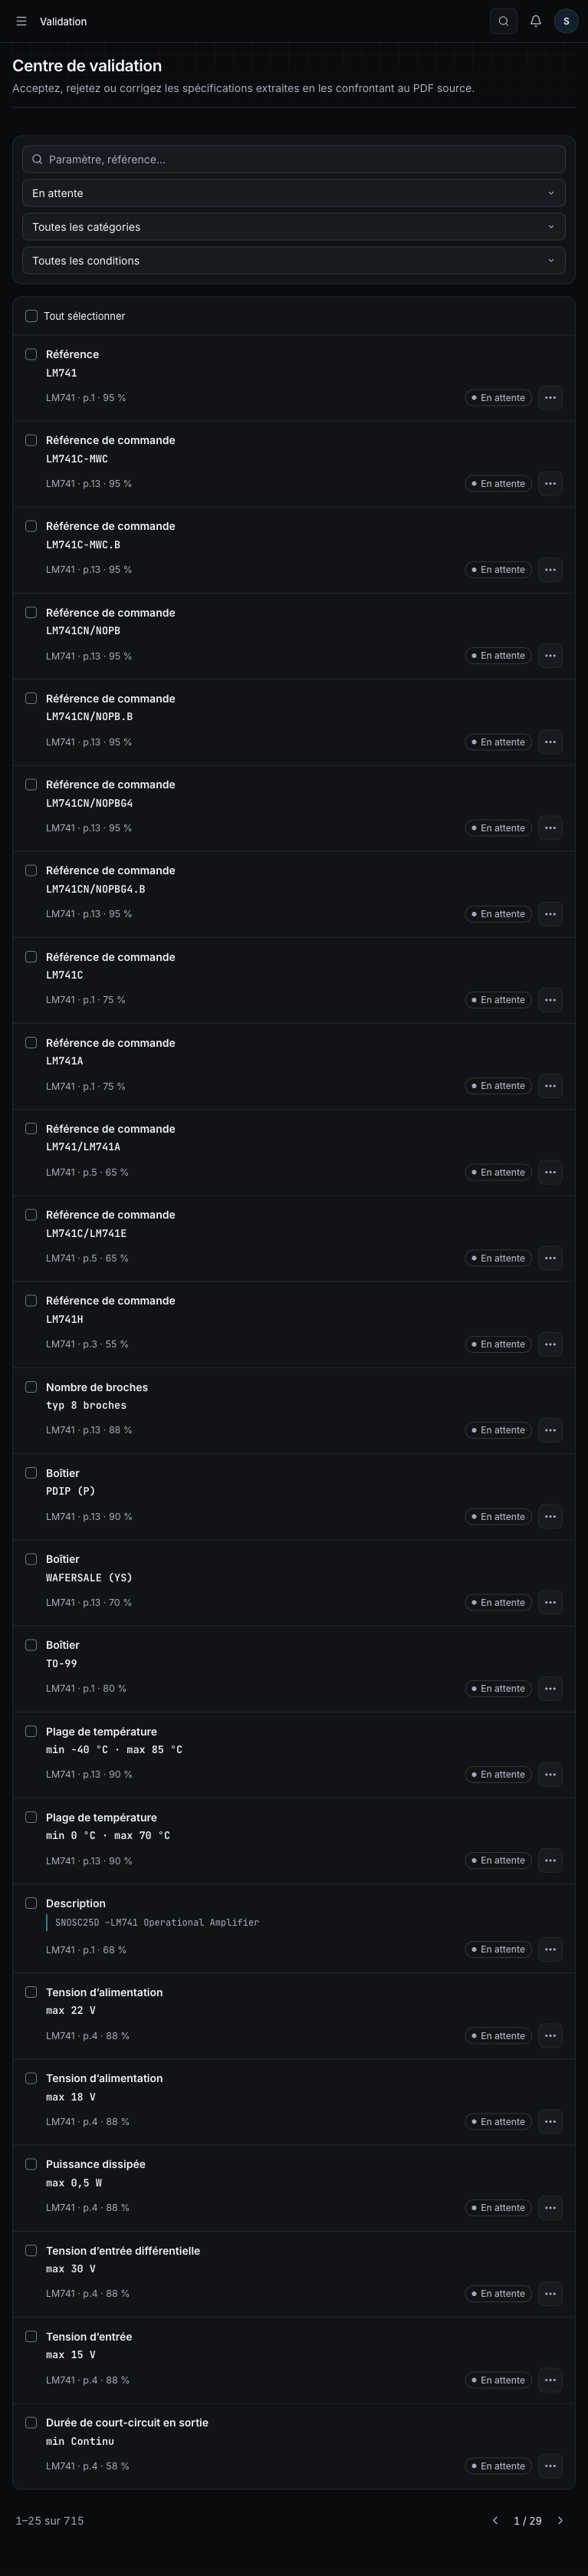 Validation
S
Centre de validation
Acceptez, rejetez ou corrigez les spécifications extraites en les confrontant au PDF source.
Paramètre, référence...
En attente
Toutes les catégories
Toutes les conditions
Tout sélectionner
Référence
LM741
LM741 · p.1 · 95 %
En attente
Référence de commande
LM741C-MWC
LM741 · p.13 · 95 %
En attente
Référence de commande
LM741C-MWC.B
LM741 · p.13 · 95 %
En attente
Référence de commande
LM741CN/NOPB
LM741 · p.13 · 95 %
En attente
Référence de commande
LM741CN/NOPB.B
LM741 · p.13 · 95 %
En attente
Référence de commande
LM741CN/NOPBG4
LM741 · p.13 · 95 %
En attente
Référence de commande
LM741CN/NOPBG4.B
LM741 · p.13 · 95 %
En attente
Référence de commande
LM741C
LM741 · p.1 · 75 %
En attente
Référence de commande
LM741A
LM741 · p.1 · 75 %
En attente
Référence de commande
LM741/LM741A
LM741 · p.5 · 65 %
En attente
Référence de commande
LM741C/LM741E
LM741 · p.5 · 65 %
En attente
Référence de commande
LM741H
LM741 · p.3 · 55 %
En attente
Nombre de broches
typ 8 broches
LM741 · p.13 · 88 %
En attente
Boîtier
PDIP (P)
LM741 · p.13 · 90 %
En attente
Boîtier
WAFERSALE (YS)
LM741 · p.13 · 70 %
En attente
Boîtier
TO-99
LM741 · p.1 · 80 %
En attente
Plage de température
min -40 °C · max 85 °C
LM741 · p.13 · 90 %
En attente
Plage de température
min 0 °C · max 70 °C
LM741 · p.13 · 90 %
En attente
Description
SNOSC25D –LM741 Operational Amplifier
LM741 · p.1 · 68 %
En attente
Tension d’alimentation
max 22 V
LM741 · p.4 · 88 %
En attente
Tension d’alimentation
max 18 V
LM741 · p.4 · 88 %
En attente
Puissance dissipée
max 0,5 W
LM741 · p.4 · 88 %
En attente
Tension d’entrée différentielle
max 30 V
LM741 · p.4 · 88 %
En attente
Tension d’entrée
max 15 V
LM741 · p.4 · 88 %
En attente
Durée de court-circuit en sortie
min Continu
LM741 · p.4 · 58 %
En attente
1–25 sur 715
1 / 29